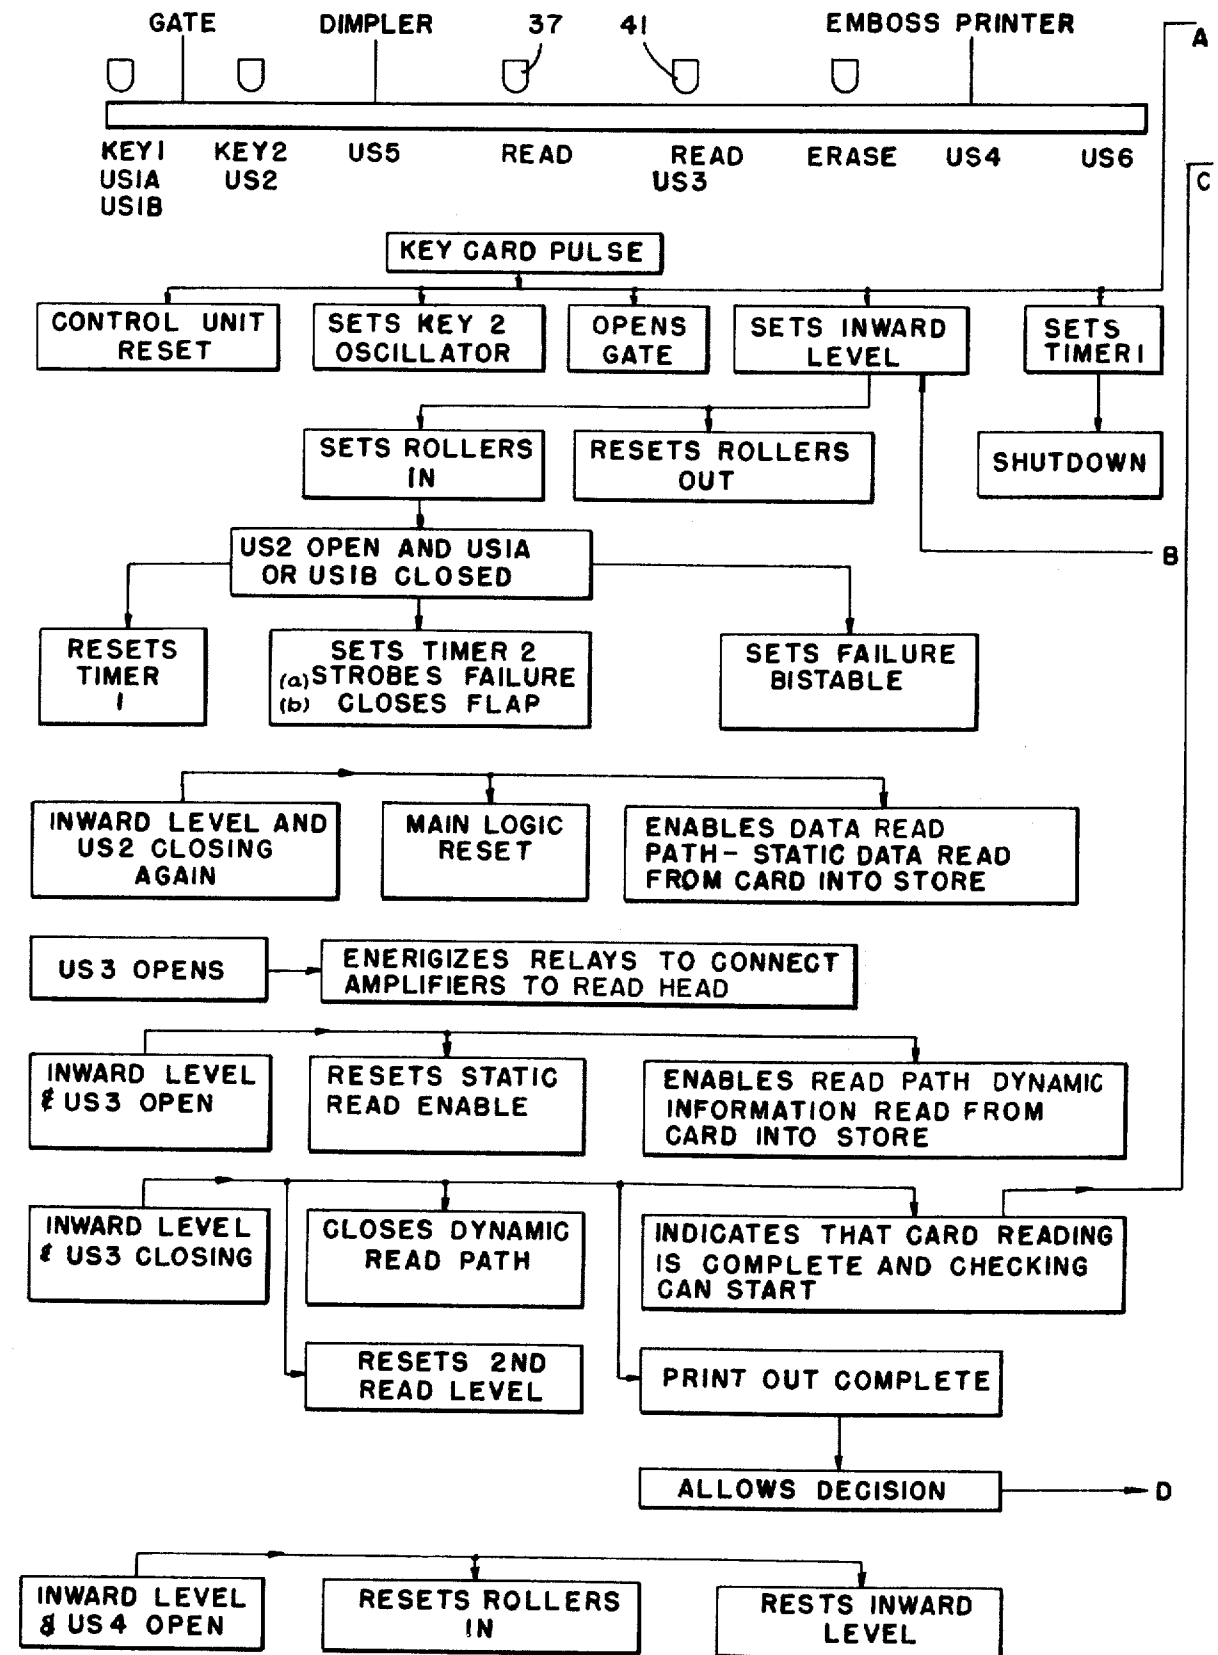 GATE DIMPLER 37 41 EMBOSS PRINTER
A
KEY1 KEY2 US5 READ READ ERASE US4 US6
US1A US2 US3
US1B
C
KEY CARD PULSE
CONTROL UNIT
RESET
SETS KEY 2
OSCILLATOR
OPENS
GATE
SETS INWARD
LEVEL
SETS
TIMER1
SETS ROLLERS
IN
RESETS ROLLERS
OUT
SHUTDOWN
US2 OPEN AND US1A
OR US1B CLOSED
B
RESETS
TIMER
1
SETS TIMER 2
(a) STROBES FAILURE
(b) CLOSES FLAP
SETS FAILURE
BISTABLE
INWARD LEVEL AND
US2 CLOSING
AGAIN
MAIN LOGIC
RESET
ENABLES DATA READ
PATH - STATIC DATA READ
FROM CARD INTO STORE
US3 OPENS
ENERIGIZES RELAYS TO CONNECT
AMPLIFIERS TO READ HEAD
INWARD LEVEL
& US3 OPEN
RESETS STATIC
READ ENABLE
ENABLES READ PATH DYNAMIC
INFORMATION READ FROM
CARD INTO STORE
INWARD LEVEL
& US3 CLOSING
CLOSES DYNAMIC
READ PATH
INDICATES THAT CARD READING
IS COMPLETE AND CHECKING
CAN START
RESETS 2ND
READ LEVEL
PRINT OUT COMPLETE
ALLOWS DECISION
D
INWARD LEVEL
& US4 OPEN
RESETS ROLLERS
IN
RESTS INWARD
LEVEL